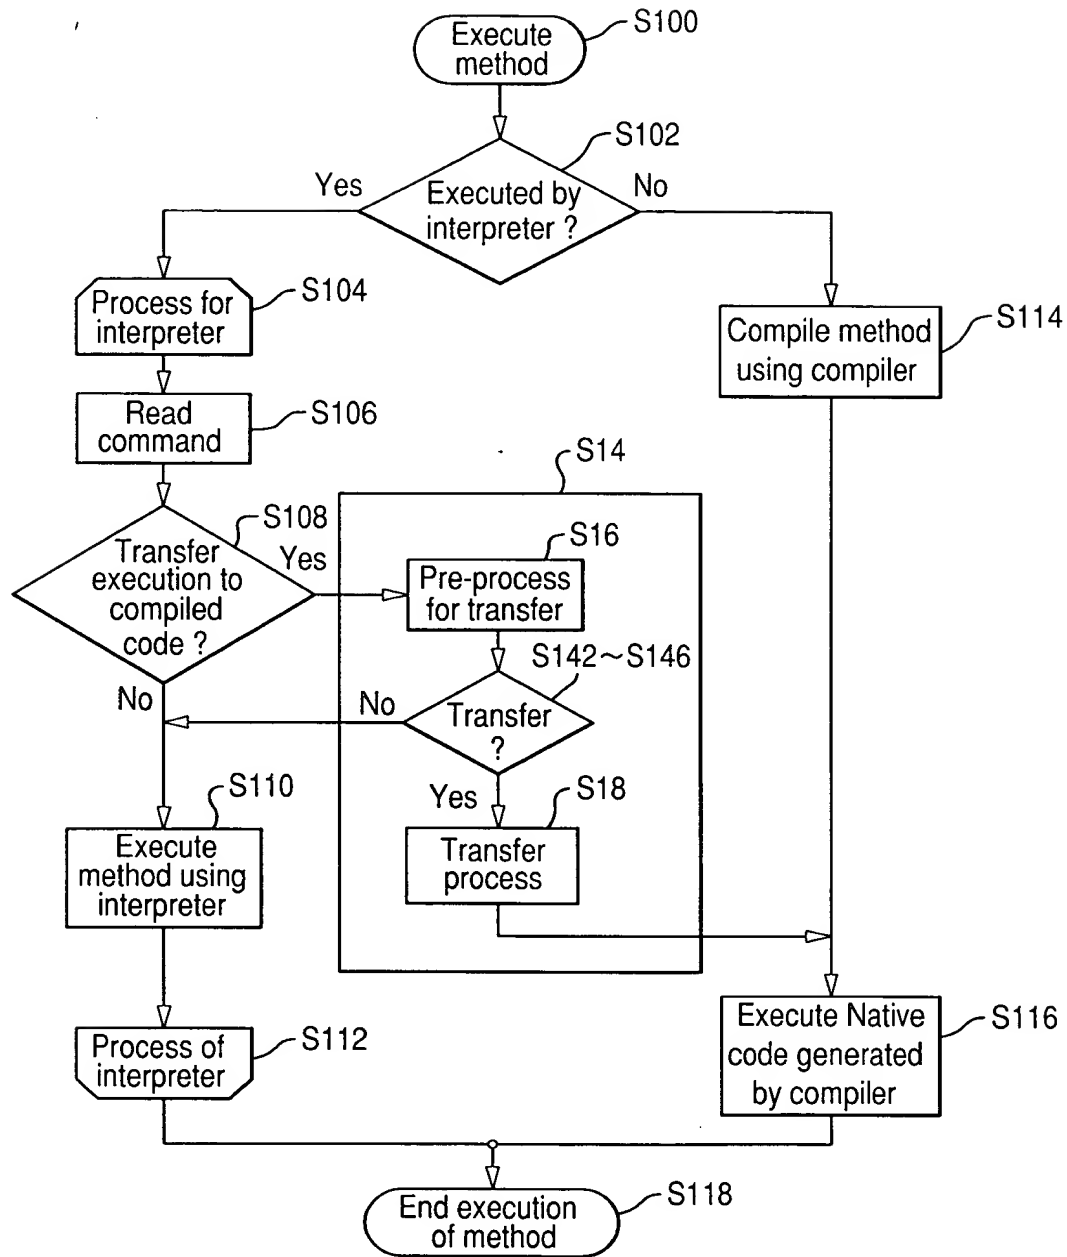 Execute
method
S100
S102
Yes
Executed by
interpreter ?
No
Process for
interpreter
S104
Compile method
using compiler
S114
Read
command
S106
S14
S108
Transfer
execution to
compiled
code ?
Yes
S16
Pre-process
for transfer
S142~S146
No
No
Transfer
?
Yes
S18
S110
Execute
method using
interpreter
Transfer
process
Process of
interpreter
S112
Execute Native
code generated
by compiler
S116
End execution
of method
S118